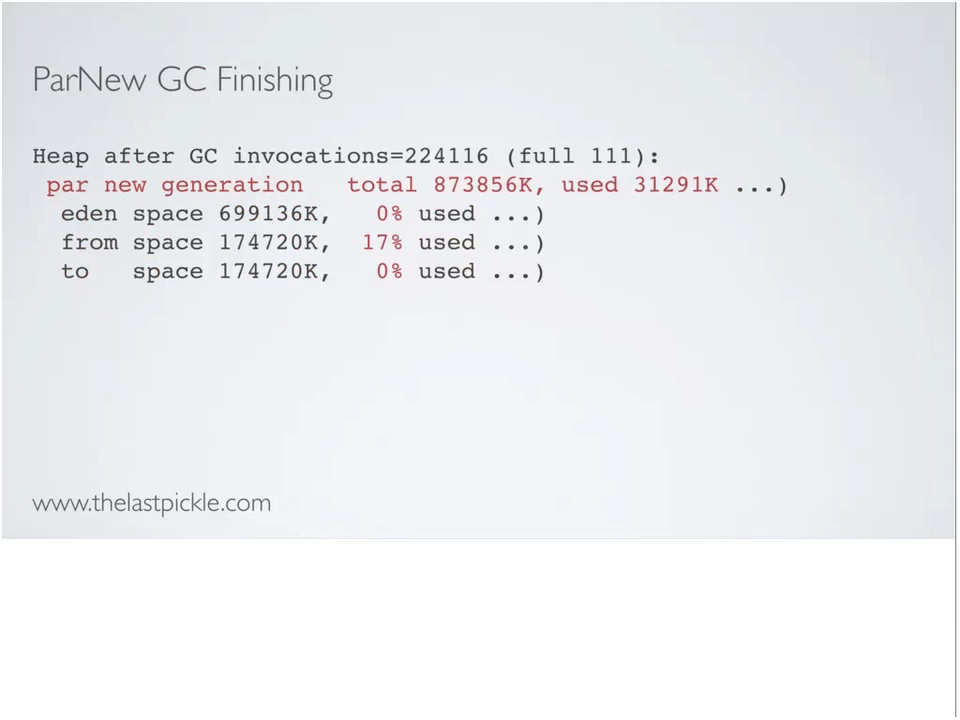 ParNew GC Finishing
Heap after GC invocations=224116 (full 111):
par new generation   total 873856K, used 31291K ...)
eden space 699136K,   0% used ...)
from space 174720K,  17% used ...)
to   space 174720K,   0% used ...)
www.thelastpickle.com